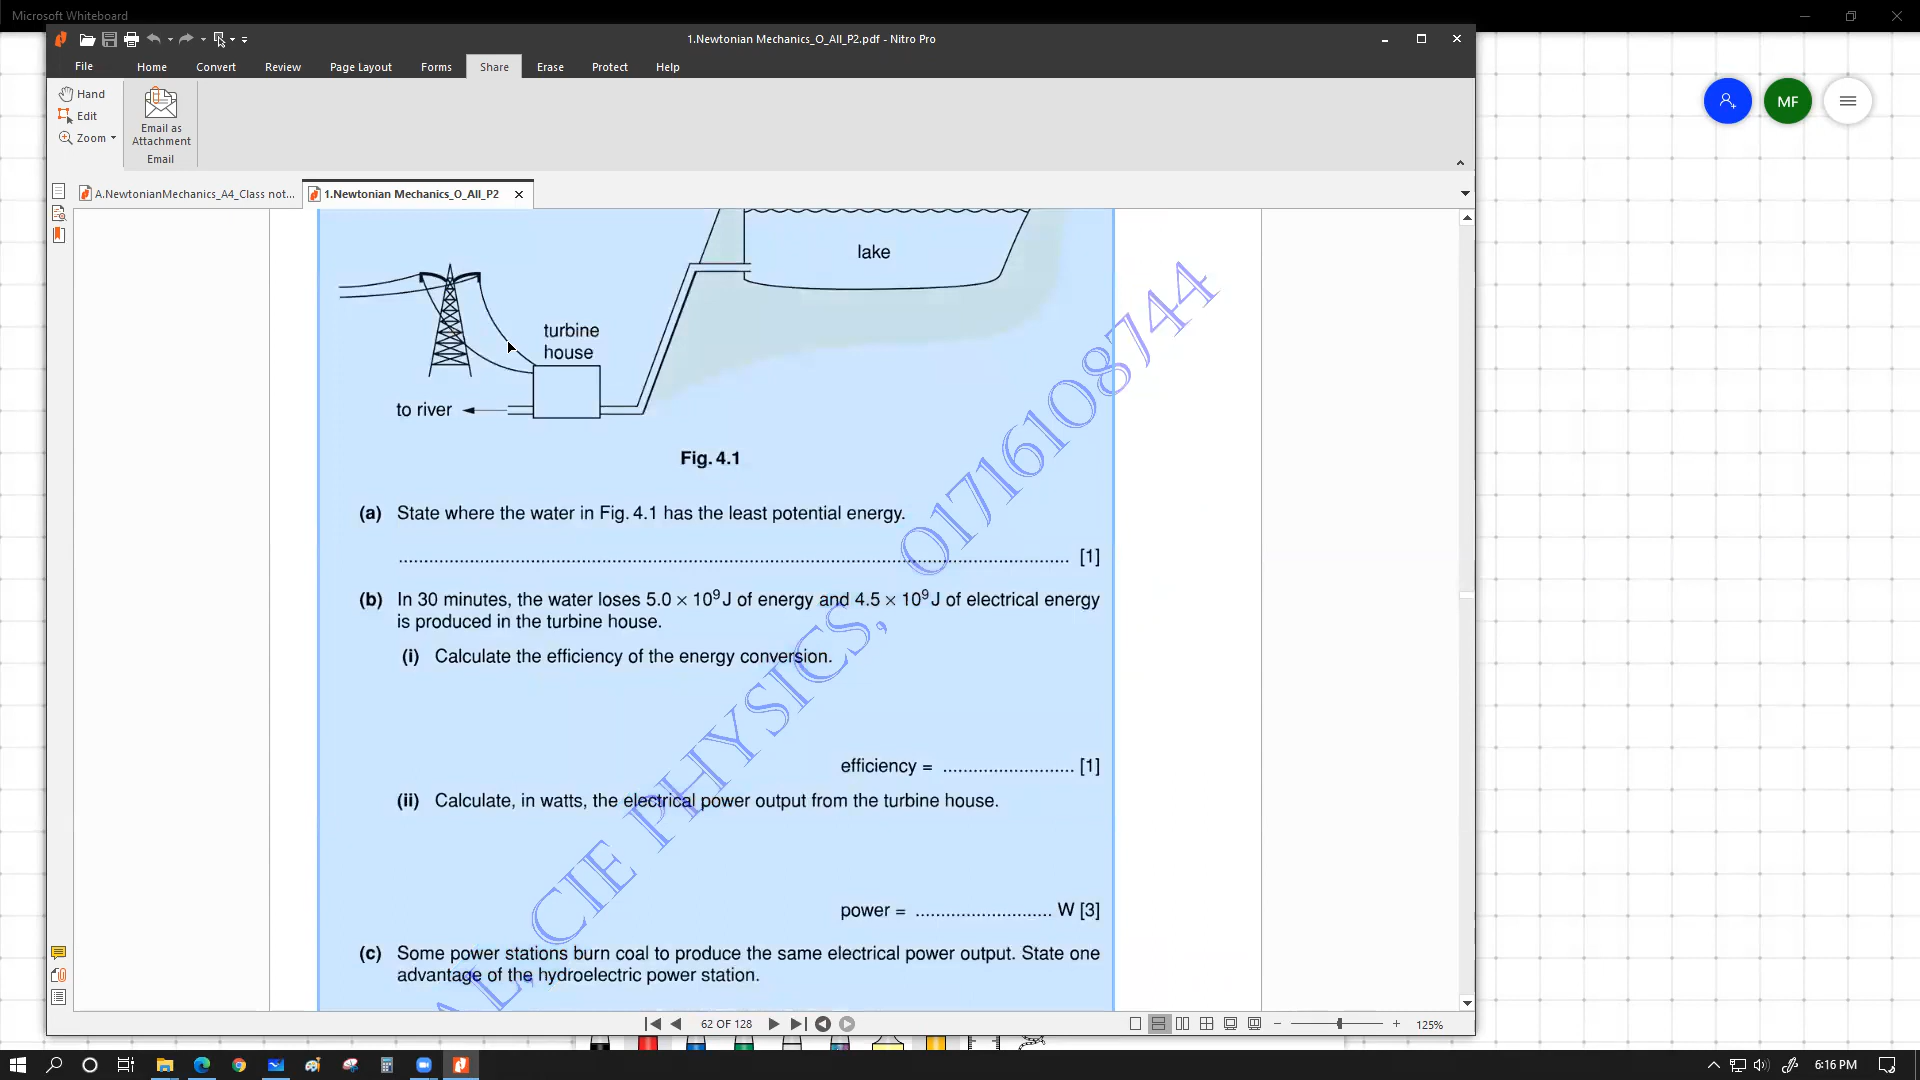 Microsoft Whiteboard
1.Newtonian Mechanics_O_All_P2.pdf - Nitro Pro
File Home Convert Review Page Layout Forms Share Erase Protect Help
Hand
Edit
Zoom
Email as
Attachment
Email
MF
A.NewtonianMechanics_A4_Class not...
1.Newtonian Mechanics_O_All_P2
lake
turbine
house
to river
Fig. 4.1
(a) State where the water in Fig. 4.1 has the least potential energy.
.......................................................................................................................... [1]
(b) In 30 minutes, the water loses 5.0 × 10⁹ J of energy and 4.5 × 10⁹ J of electrical energy
is produced in the turbine house.
(i) Calculate the efficiency of the energy conversion.
efficiency = .......................... [1]
(ii) Calculate, in watts, the electrical power output from the turbine house.
power = ........................... W [3]
(c) Some power stations burn coal to produce the same electrical power output. State one
advantage of the hydroelectric power station.
AL, CIE PHYSICS, 01716108744
62 OF 128
125%
6:16 PM